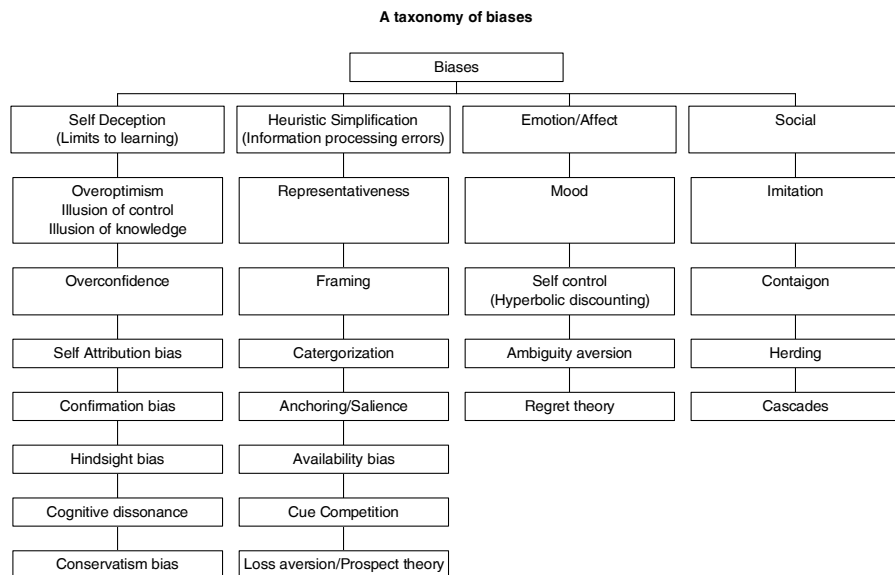 A taxonomy of biases
Biases
Self Deception
(Limits to learning)
Heuristic Simplification
(Information processing errors)
Emotion/Affect
Social
Overoptimism
Illusion of control
Illusion of knowledge
Representativeness
Mood
Imitation
Overconfidence
Framing
Self control
(Hyperbolic discounting)
Contaigon
Self Attribution bias
Catergorization
Ambiguity aversion
Herding
Confirmation bias
Anchoring/Salience
Regret theory
Cascades
Hindsight bias
Availability bias
Cognitive dissonance
Cue Competition
Conservatism bias
Loss aversion/Prospect theory